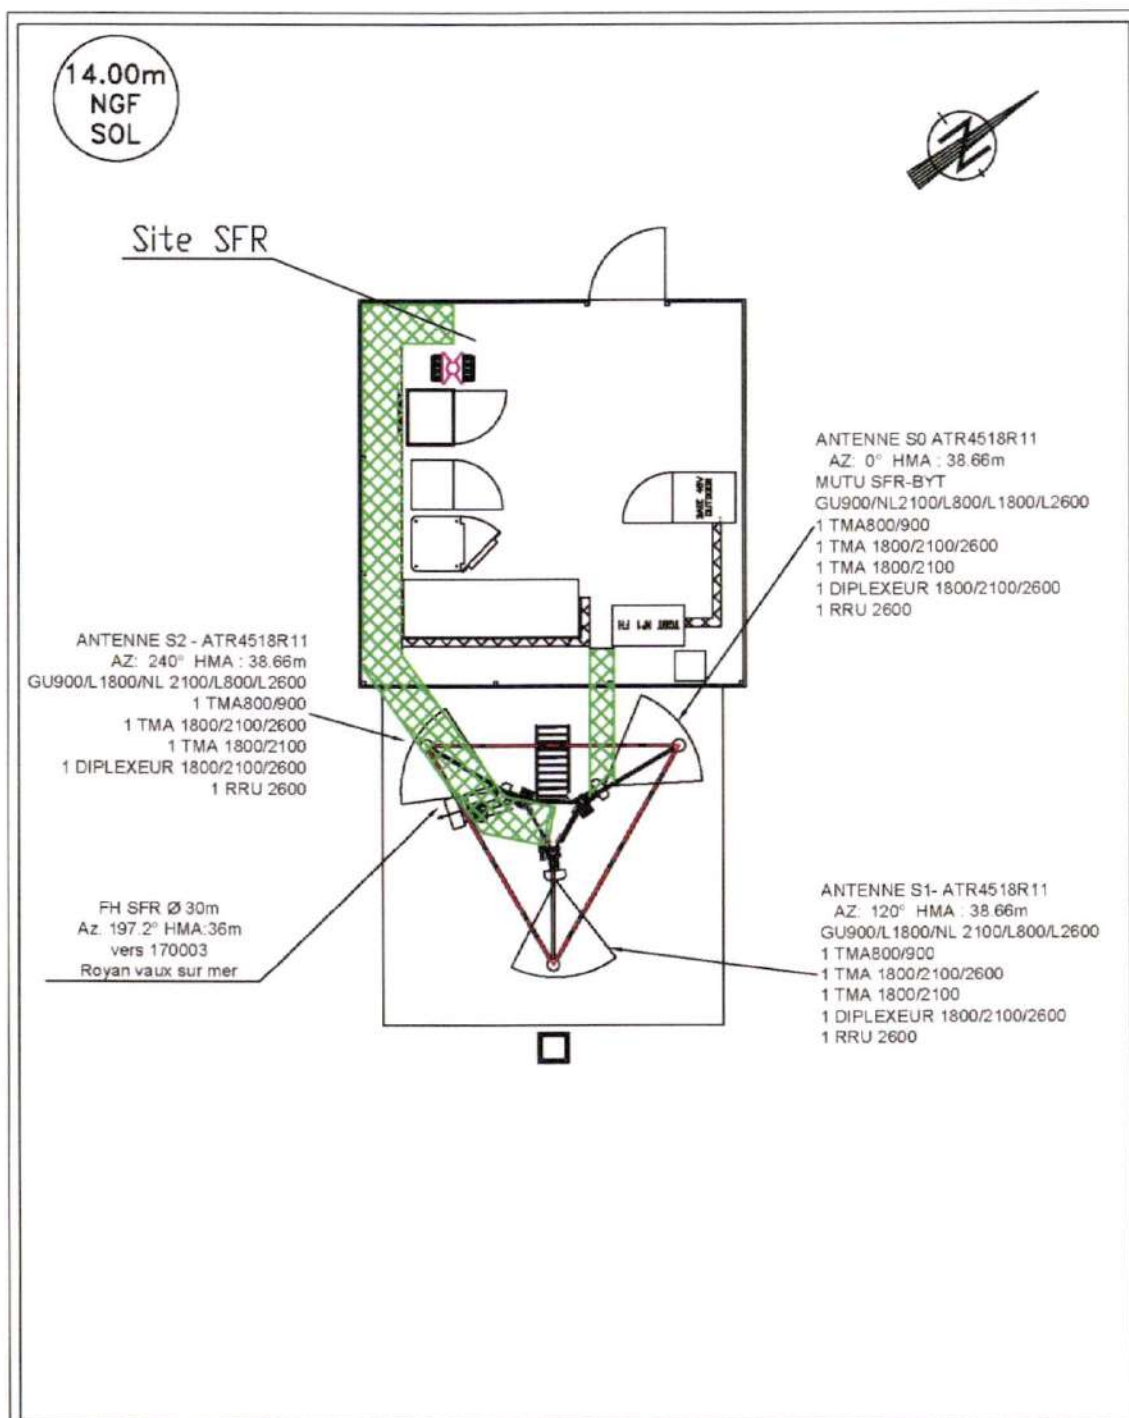 14.00m
NGF
SOL
Site SFR
ANTENNE S0 ATR4518R11
AZ: 0° HMA : 38.66m
MUTU SFR-BYT
GU900/NL2100/L800/L1800/L2600
1 TMA800/900
1 TMA 1800/2100/2600
1 TMA 1800/2100
1 DIPLEXEUR 1800/2100/2600
1 RRU 2600
BASE 48V
OUTDOOR
TGBT N°1 FH
ANTENNE S2 - ATR4518R11
AZ: 240° HMA : 38.66m
GU900/L1800/NL 2100/L800/L2600
1 TMA800/900
1 TMA 1800/2100/2600
1 TMA 1800/2100
1 DIPLEXEUR 1800/2100/2600
1 RRU 2600
FH SFR Ø 30m
Az. 197.2° HMA:36m
vers 170003
Royan vaux sur mer
ANTENNE S1- ATR4518R11
AZ: 120° HMA : 38.66m
GU900/L1800/NL 2100/L800/L2600
1 TMA800/900
1 TMA 1800/2100/2600
1 TMA 1800/2100
1 DIPLEXEUR 1800/2100/2600
1 RRU 2600